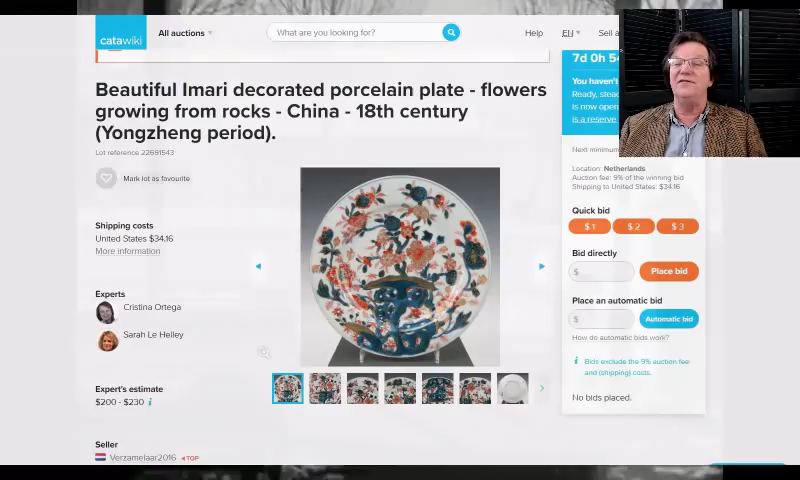 catawiki
All auctions
What are you looking for?
Help
EN
Sell a
Beautiful Imari decorated porcelain plate - flowers
growing from rocks - China - 18th century
(Yongzheng period).
Lot reference 22691543
Mark lot as favourite
Shipping costs
United States $34.16
More information
Experts
Cristina Ortega
Sarah Le Helley
Expert's estimate
$200 - $230 i
Seller
Verzamelaar2016 TOP
7d 0h 54
You haven't
Ready, stead
Is now open
is a reserve
Next minimum
Location: Netherlands
Auction fee: 9% of the winning bid
Shipping to United States: $34.16
Quick bid
$ 1 $ 2 $ 3
Bid directly
$ Place bid
Place an automatic bid
$ Automatic bid
How do automatic bids work?
i Bids exclude the 9% auction fee
and (shipping) costs.
No bids placed.